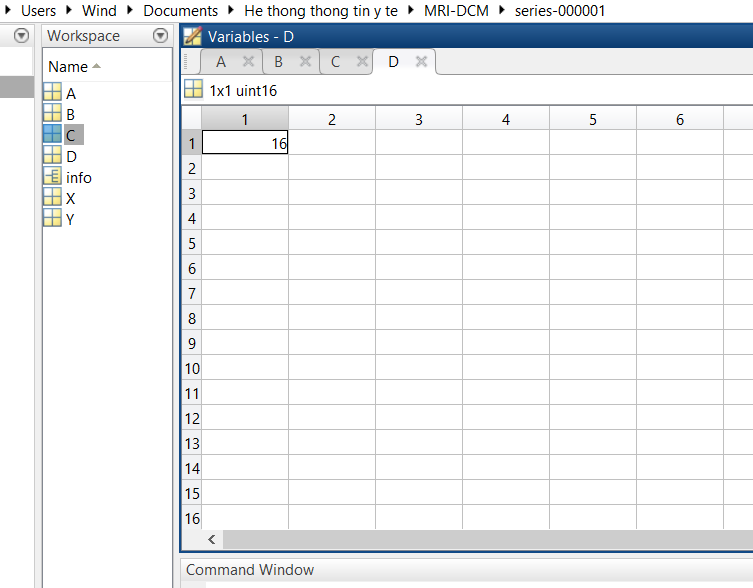 Users Wind Documents He thong thong tin y te MRI-DCM series-000001
Workspace
Name
A
B
C
D
info
X
Y
Variables - D
A B C D
1x1 uint16
1 2 3 4 5 6
1 16
2
3
4
5
6
7
8
9
10
11
12
13
14
15
16
Command Window